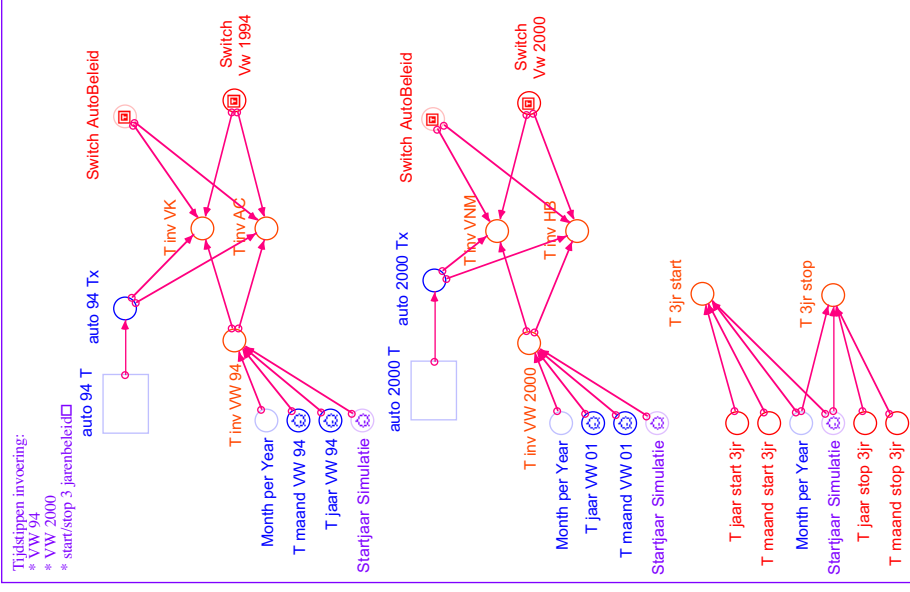 Tijdstippen invoering:
* VW 94
* VW 2000
* start/stop 3 jarenbeleid
auto 94 T
auto 94 Tx
Switch AutoBeleid
T inv VK
T inv AC
Switch
Vw 1994
T inv VW 94
Month per Year
T maand VW 94
T jaar VW 94
Startjaar Simulatie
auto 2000 T
auto 2000 Tx
Switch AutoBeleid
T inv VNM
T inv HB
Switch
Vw 2000
T inv VW 2000
Month per Year
T jaar VW 01
T maand VW 01
Startjaar Simulatie
T 3jr start
T 3jr stop
T jaar start 3jr
T maand start 3jr
Month per Year
Startjaar Simulatie
T jaar stop 3jr
T maand stop 3jr